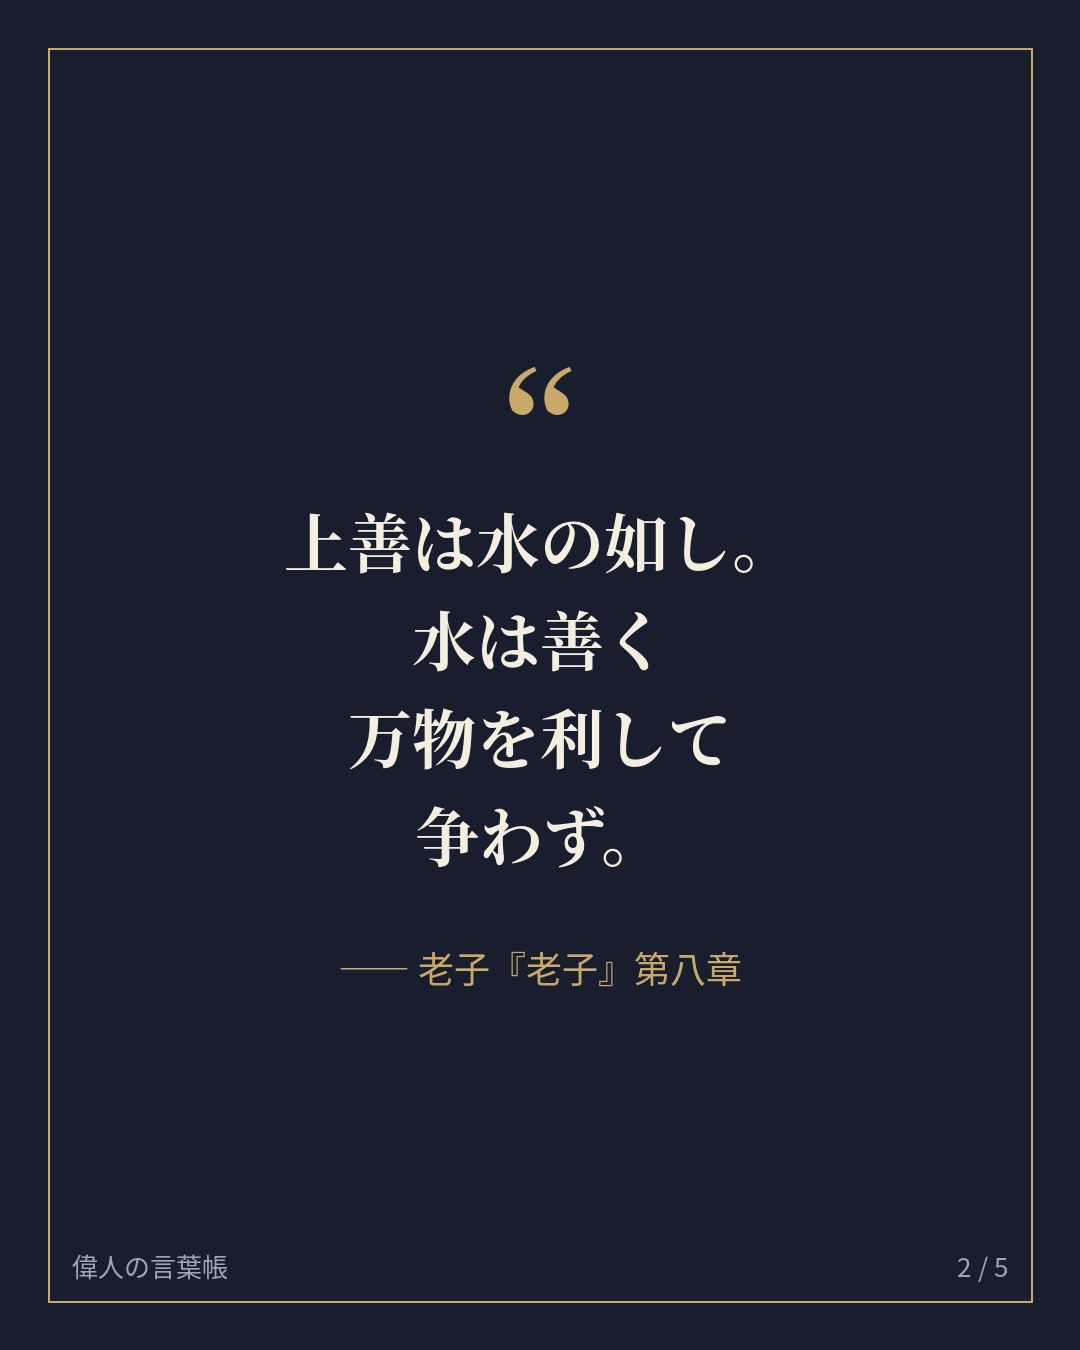 “
上善は水の如し。
水は善く
万物を利して
争わず。
── 老子『老子』第八章
偉人の言葉帳
2 / 5